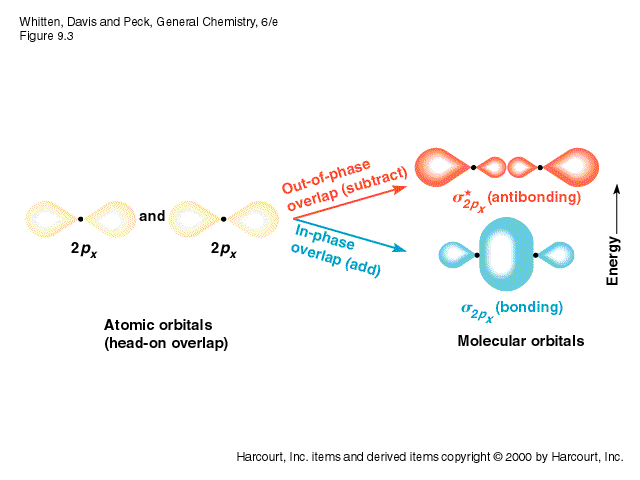 Whitten, Davis and Peck, General Chemistry, 6/e
Figure 9.3
Out-of-phase
overlap (subtract)
σ*2px (antibonding)
and
2px
2px
In-phase
overlap (add)
σ2px (bonding)
Energy
Atomic orbitals
(head-on overlap)
Molecular orbitals
Harcourt, Inc. items and derived items copyright © 2000 by Harcourt, Inc.